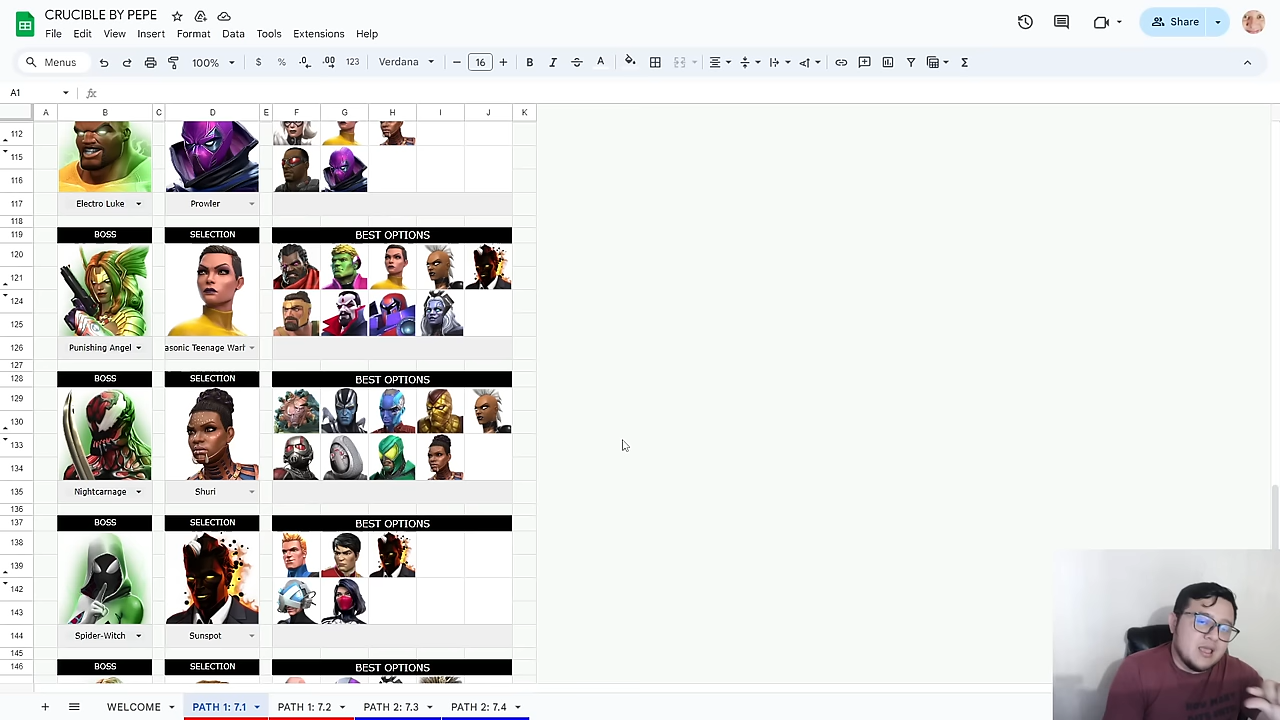 CRUCIBLE BY PEPE
File Edit View Insert Format Data Tools Extensions Help
Share
Menus 100% $ % .0 .00 123 Verdana 16 B I A
A1 fx
A B C D E F G H I J K
112
115
116
117 Electro Luke Prowler
118
119 BOSS SELECTION BEST OPTIONS
120
121
124
125
126 Punishing Angel asonic Teenage Warh
127
128 BOSS SELECTION BEST OPTIONS
129
130
133
134
135 Nightcarnage Shuri
136
137 BOSS SELECTION BEST OPTIONS
138
139
142
143
144 Spider-Witch Sunspot
145
146 BOSS SELECTION BEST OPTIONS
WELCOME PATH 1: 7.1 PATH 1: 7.2 PATH 2: 7.3 PATH 2: 7.4